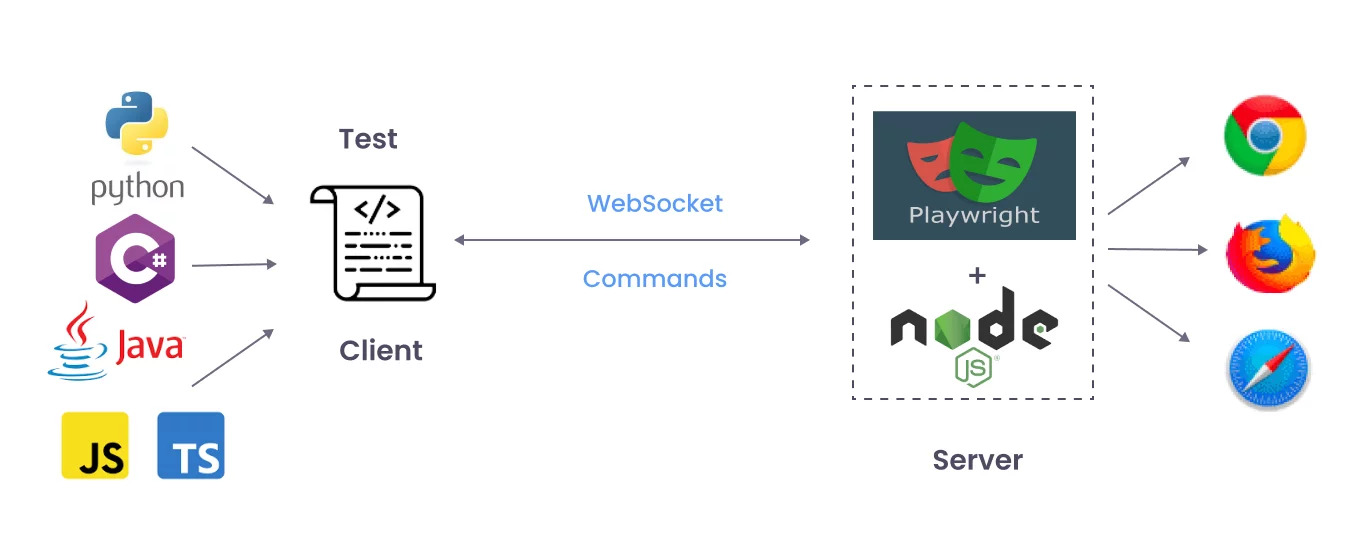 python
C#
Java
JS
TS
Test
</>
Client
WebSocket
Commands
Playwright
+
node
JS
Server